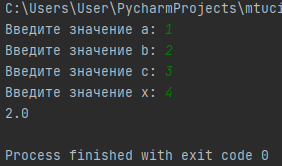 C:\Users\User\PycharmProjects\mtuci
Введите значение a: 1
Введите значение b: 2
Введите значение c: 3
Введите значение x: 4
2.0
Process finished with exit code 0